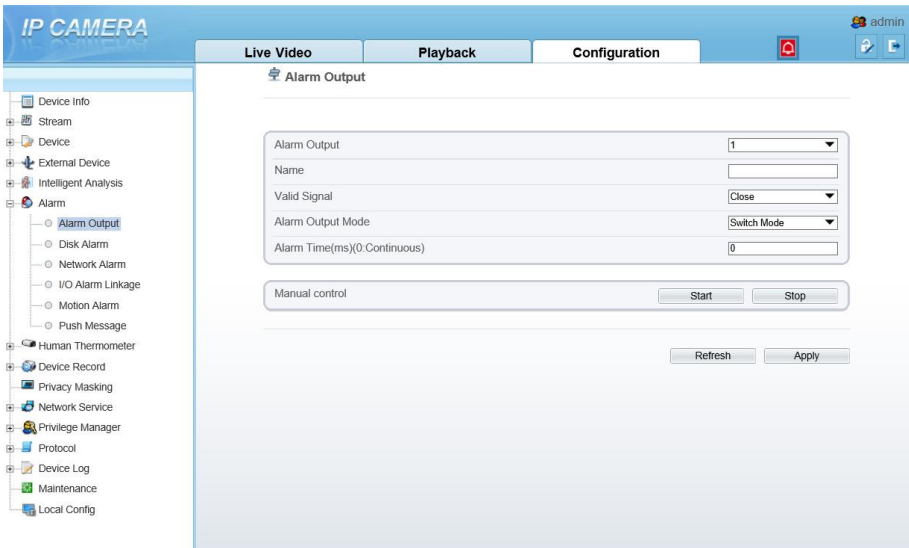 IP CAMERA
admin
Live Video
Playback
Configuration
Alarm Output
Device Info
Stream
Device
External Device
Intelligent Analysis
Alarm
Alarm Output
Disk Alarm
Network Alarm
I/O Alarm Linkage
Motion Alarm
Push Message
Human Thermometer
Device Record
Privacy Masking
Network Service
Privilege Manager
Protocol
Device Log
Maintenance
Local Config
Alarm Output 1
Name
Valid Signal Close
Alarm Output Mode Switch Mode
Alarm Time(ms)(0:Continuous) 0
Manual control Start Stop
Refresh Apply